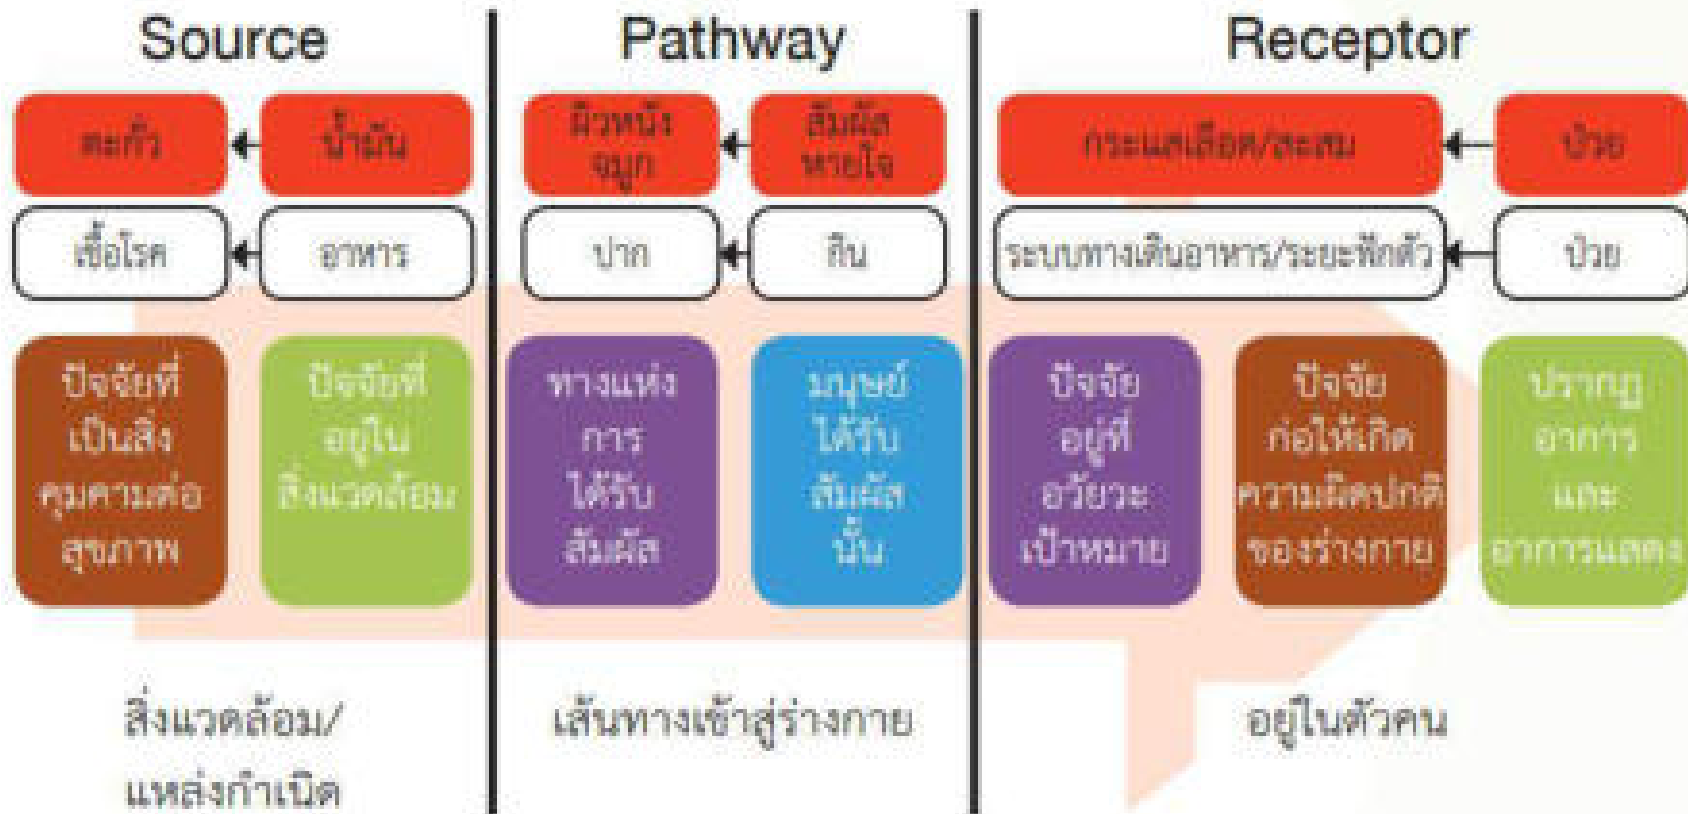 Source
Pathway
Receptor
ตะกั่ว
น้ำมัน
ผิวหนัง
จมูก
สัมผัส
หายใจ
กระแสเลือด/สะสม
ป่วย
เชื้อโรค
อาหาร
ปาก
กิน
ระบบทางเดินอาหาร/ระยะฟักตัว
ป่วย
ปัจจัยที่
เป็นสิ่ง
คุมคามต่อ
สุขภาพ
ปัจจัยที่
อยู่ใน
สิ่งแวดล้อม
ทางแห่ง
การ
ได้รับ
สัมผัส
มนุษย์
ได้รับ
สัมผัส
นั้น
ปัจจัย
อยู่ที่
อวัยวะ
เป้าหมาย
ปัจจัย
ก่อให้เกิด
ความผิดปกติ
ของร่างกาย
ปรากฏ
อาการ
และ
อาการแสดง
สิ่งแวดล้อม/
แหล่งกำเนิด
เส้นทางเข้าสู่ร่างกาย
อยู่ในตัวคน